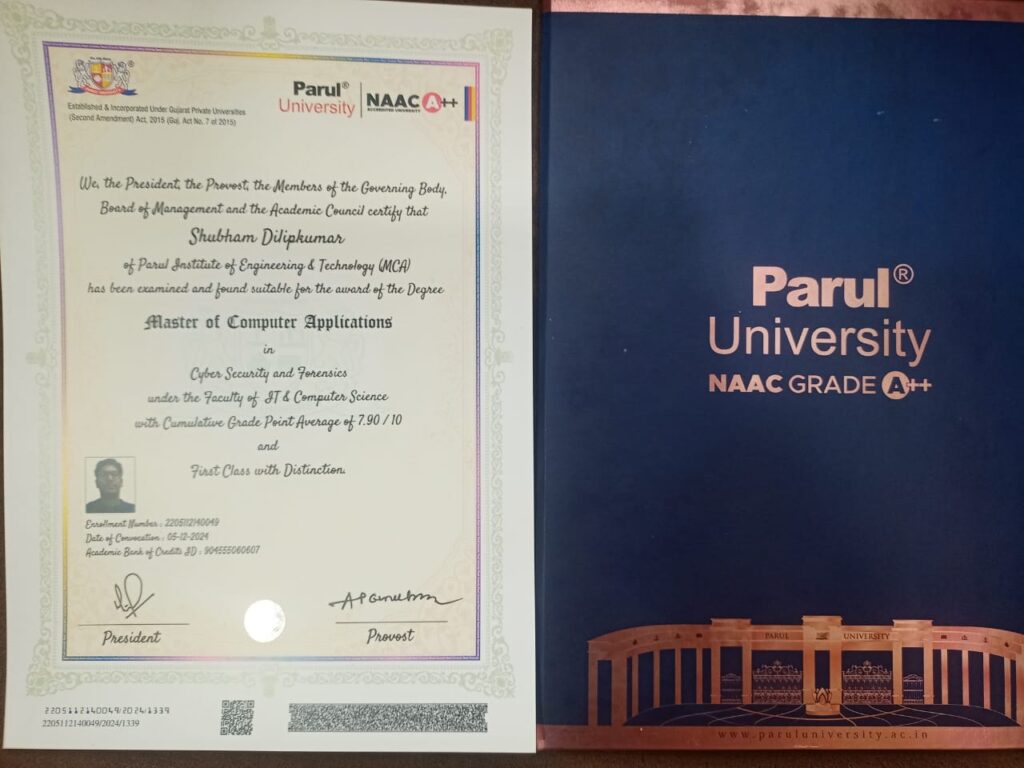 Established & Incorporated Under Gujarat Private Universities
(Second Amendment) Act, 2015 (Guj. Act No. 7 of 2015)
Parul®
University
NAAC A++
ACCREDITED UNIVERSITY
We, the President, the Provost, the Members of the Governing Body,
Board of Management and the Academic Council certify that
Shubham Dilipkumar
of Parul Institute of Engineering & Technology (MCA)
has been examined and found suitable for the award of the Degree
Master of Computer Applications
in
Cyber Security and Forensics
under the Faculty of IT & Computer Science
with Cumulative Grade Point Average of 7.90 / 10
and
First Class with Distinction.
Enrollment Number : 2205112140049
Date of Convocation : 05-12-2024
Academic Bank of Credits ID : 904555060607
President
Provost
2205112140049/2024/1339
2205112140049/2024/1339
Parul®
University
NAAC GRADE A++
PARUL UNIVERSITY
www.paruluniversity.ac.in